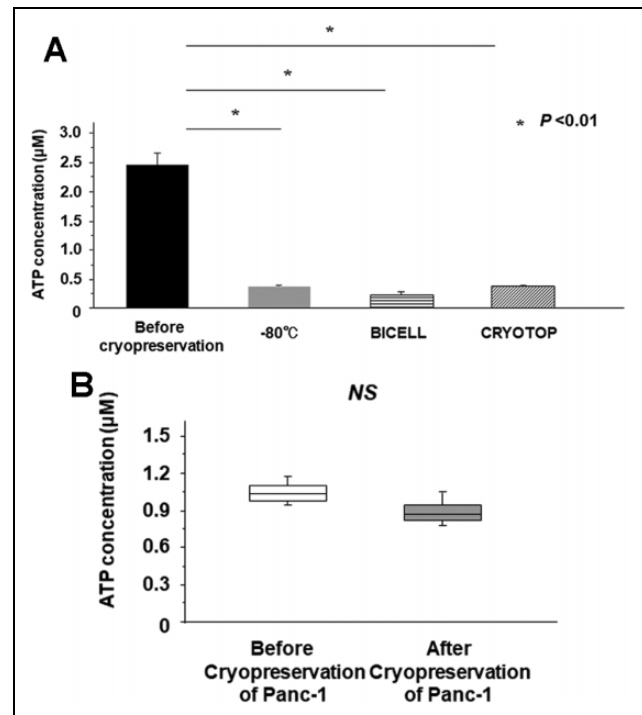 A
*
*
*
* P <0.01
ATP concentration (μM)
3.0
2.5
2.0
1.5
1.0
0.5
0
Before
cryopreservation
-80℃
BICELL
CRYOTOP
B
NS
ATP concentration (μM)
1.5
1.2
0.9
0.6
0.3
0
Before
Cryopreservation
of Panc-1
After
Cryopreservation
of Panc-1